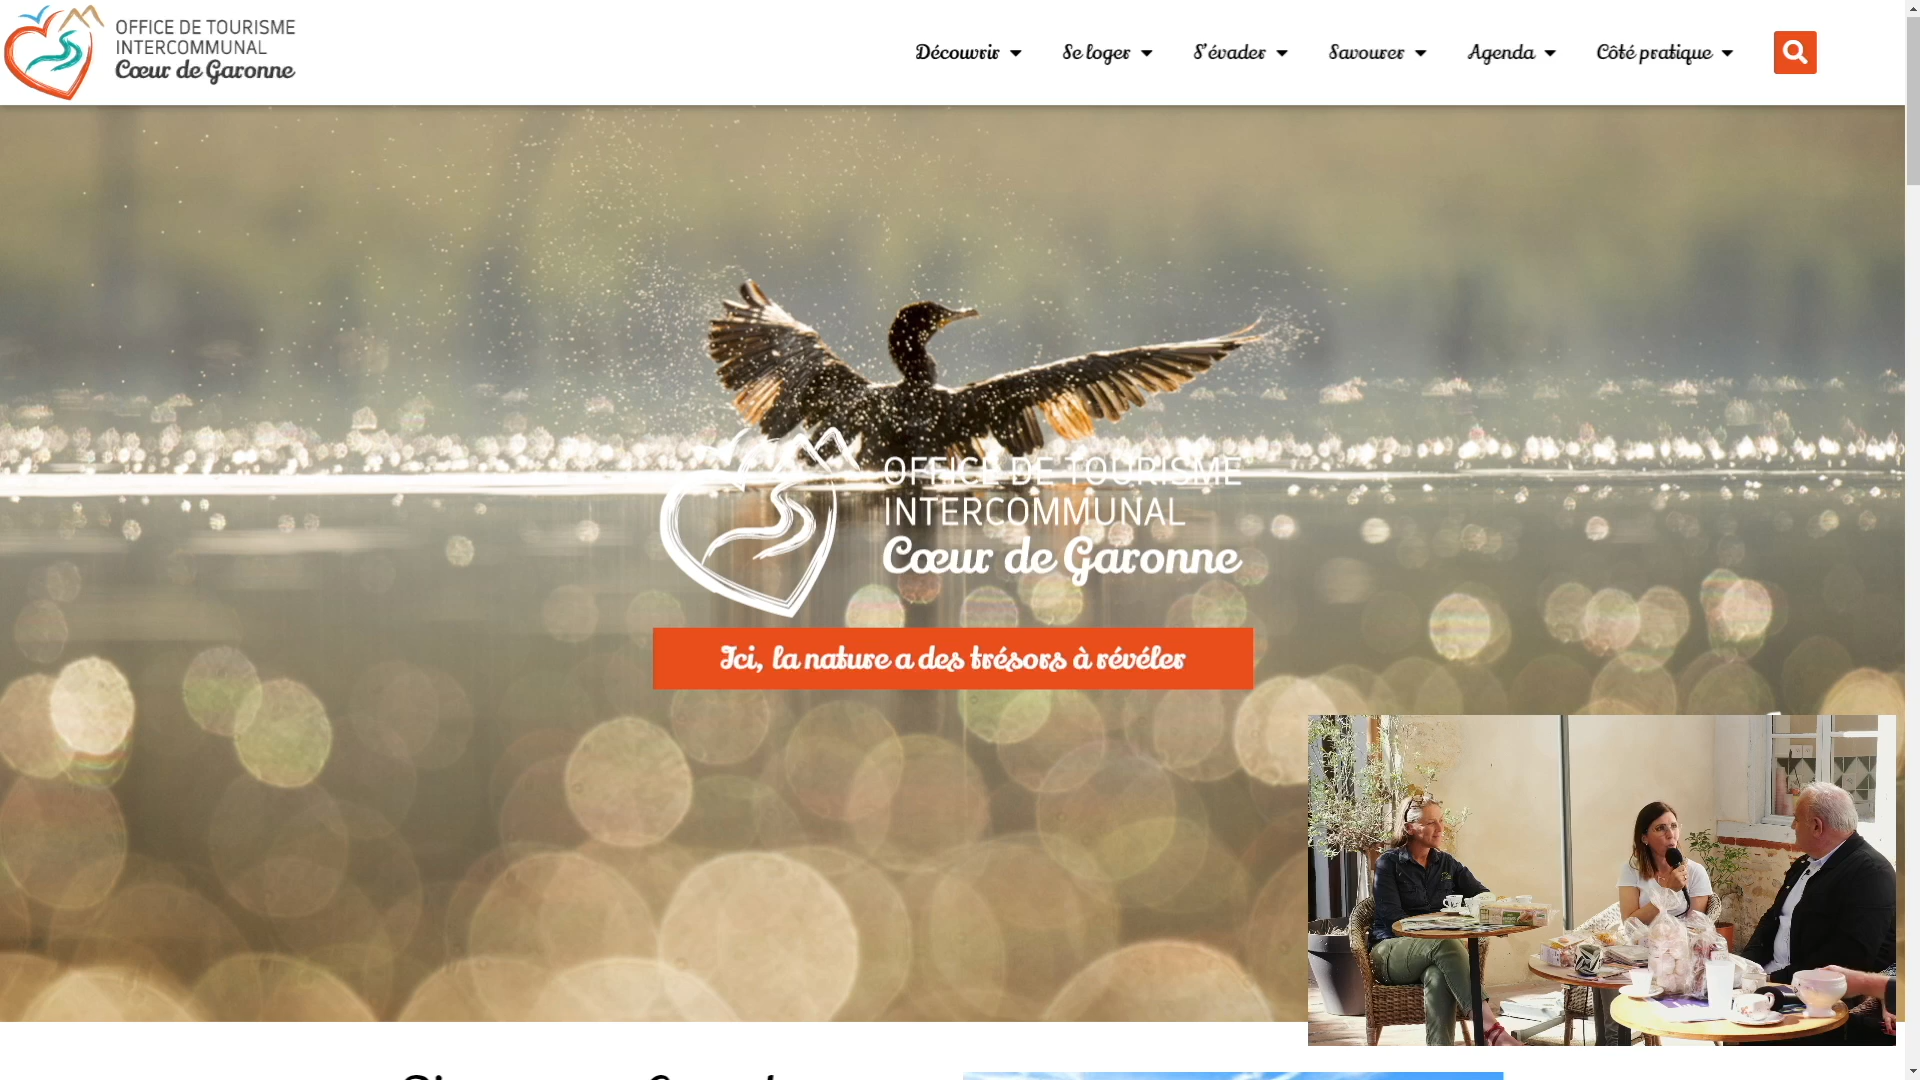 OFFICE DE TOURISME
INTERCOMMUNAL
Cœur de Garonne
Découvrir
Se loger
S'évader
Savourer
Agenda
Côté pratique
OFFICE DE TOURISME
INTERCOMMUNAL
Cœur de Garonne
Ici, la nature a des trésors à révéler